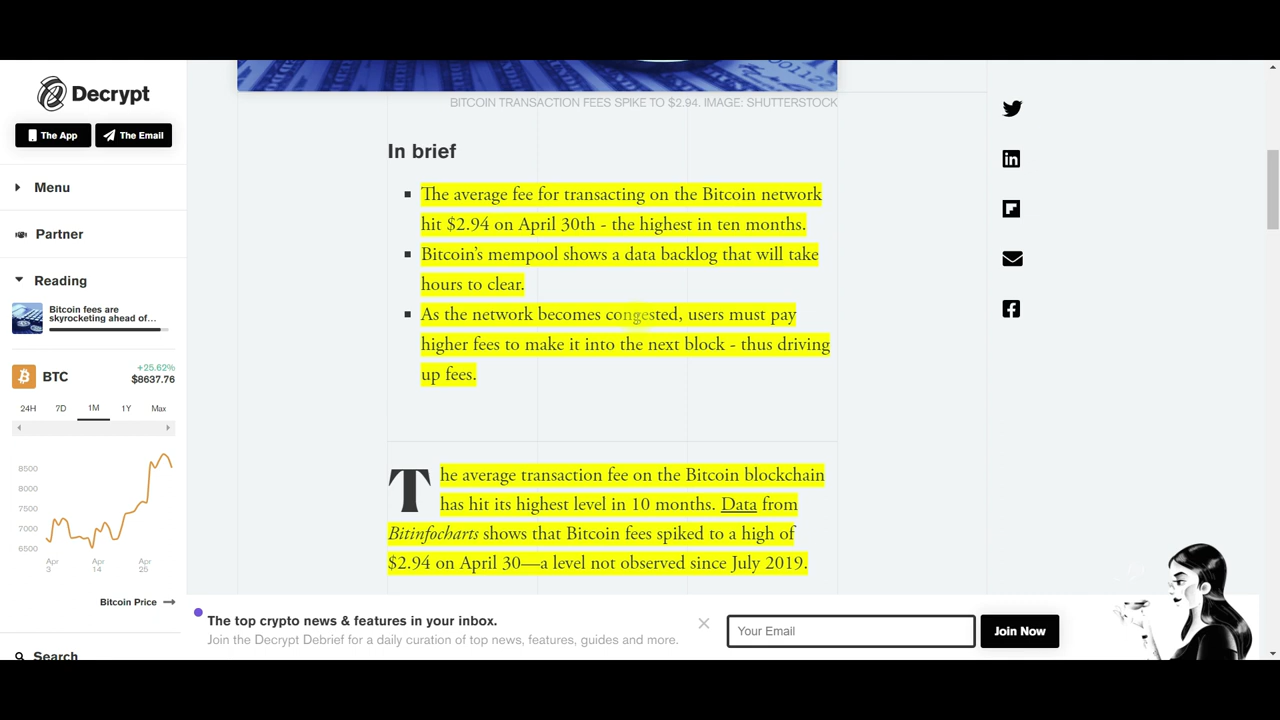 Decrypt
The App
The Email
Menu
Partner
Reading
Bitcoin fees are
skyrocketing ahead of…
BTC
+25.62%
$8637.76
24H 7D 1M 1Y Max
8500
8000
7500
7000
6500
Apr
3
Apr
14
Apr
25
Bitcoin Price
Search
BITCOIN TRANSACTION FEES SPIKE TO $2.94. IMAGE: SHUTTERSTOCK
In brief
The average fee for transacting on the Bitcoin network
hit $2.94 on April 30th - the highest in ten months.
Bitcoin’s mempool shows a data backlog that will take
hours to clear.
As the network becomes congested, users must pay
higher fees to make it into the next block - thus driving
up fees.
The average transaction fee on the Bitcoin blockchain
has hit its highest level in 10 months. Data from
Bitinfocharts shows that Bitcoin fees spiked to a high of
$2.94 on April 30—a level not observed since July 2019.
The top crypto news & features in your inbox.
Join the Decrypt Debrief for a daily curation of top news, features, guides and more.
Your Email
Join Now